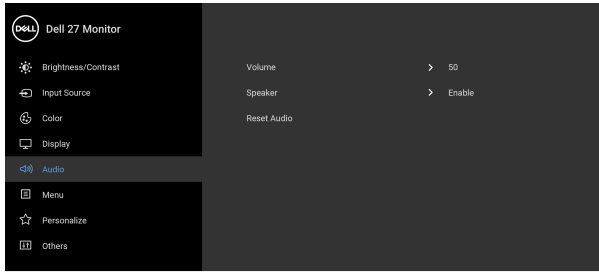 DELL Dell 27 Monitor
Brightness/Contrast
Input Source
Color
Display
Audio
Menu
Personalize
Others
Volume > 50
Speaker > Enable
Reset Audio